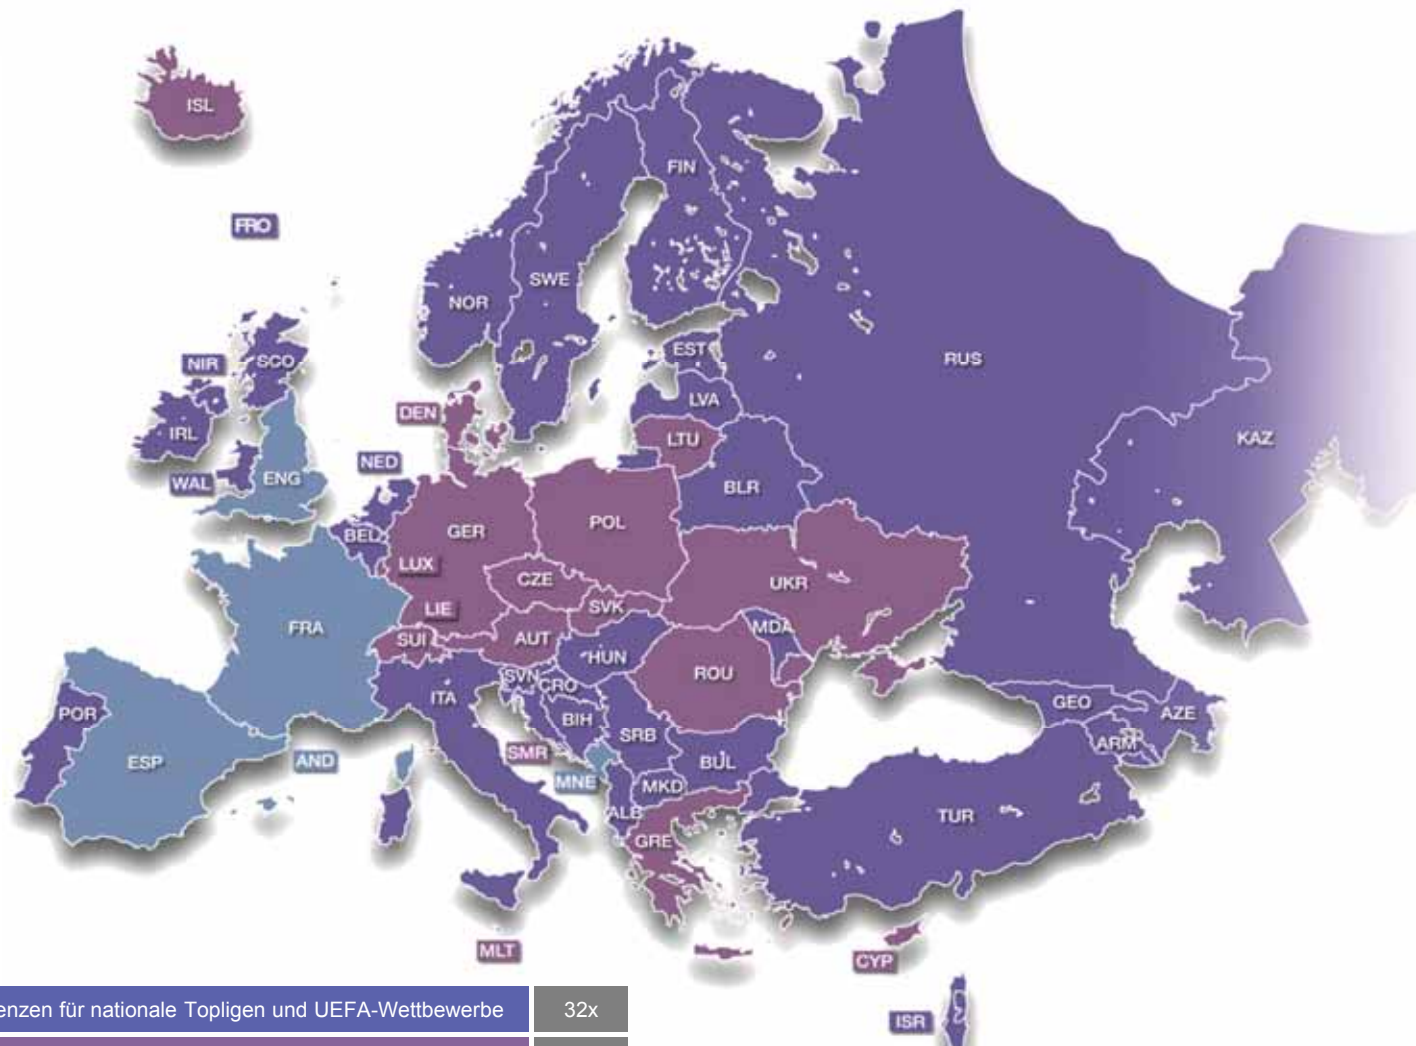 ISL
FRO
FIN
SWE
NOR
NIR
SCO
EST
RUS
LVA
DEN
IRL
LTU
KAZ
WAL
ENG
NED
BLR
BEL
GER
POL
LUX
CZE
UKR
LIE
SVK
FRA
SUI
AUT
MDA
HUN
ROU
SVN
CRO
ITA
GEO
POR
BIH
AZE
SRB
ARM
SMR
ESP
AND
BUL
MNE
MKD
ALB
TUR
GRE
MLT
CYP
enzen für nationale Topligen und UEFA-Wettbewerbe 32x
ISR